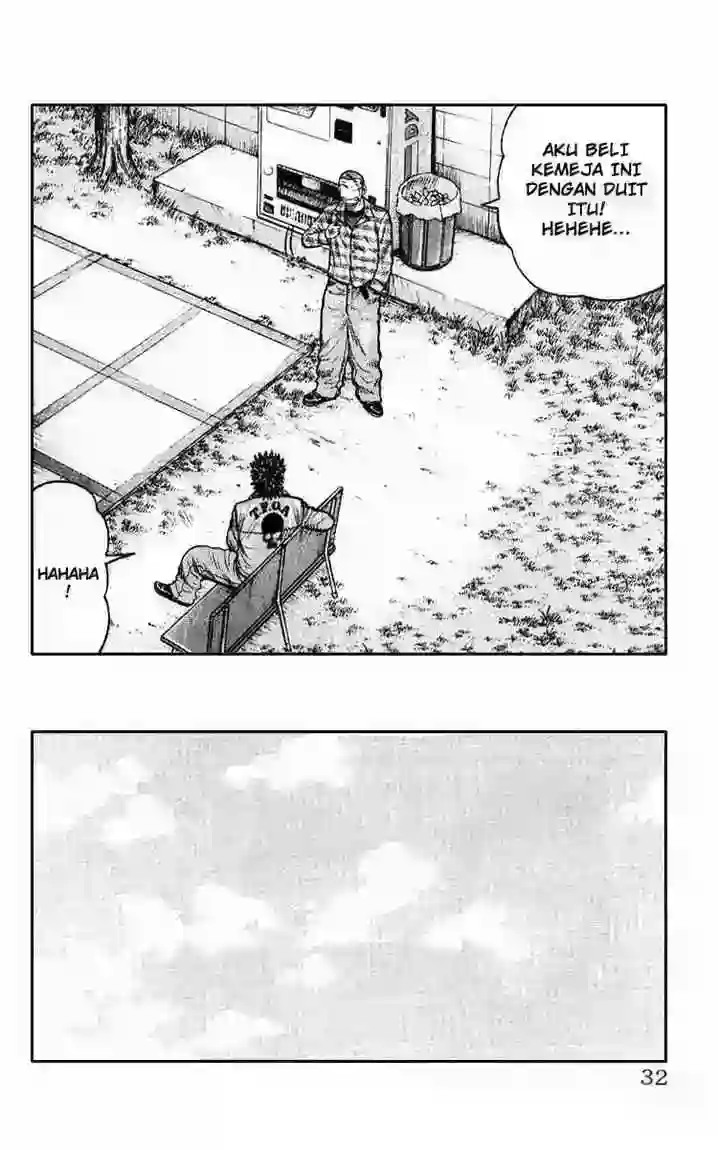 AKU BELI
KEMEJA INI
DENGAN DUIT
ITU!
HEHEHE...
T.F.O.A
HAHAHA
!
32